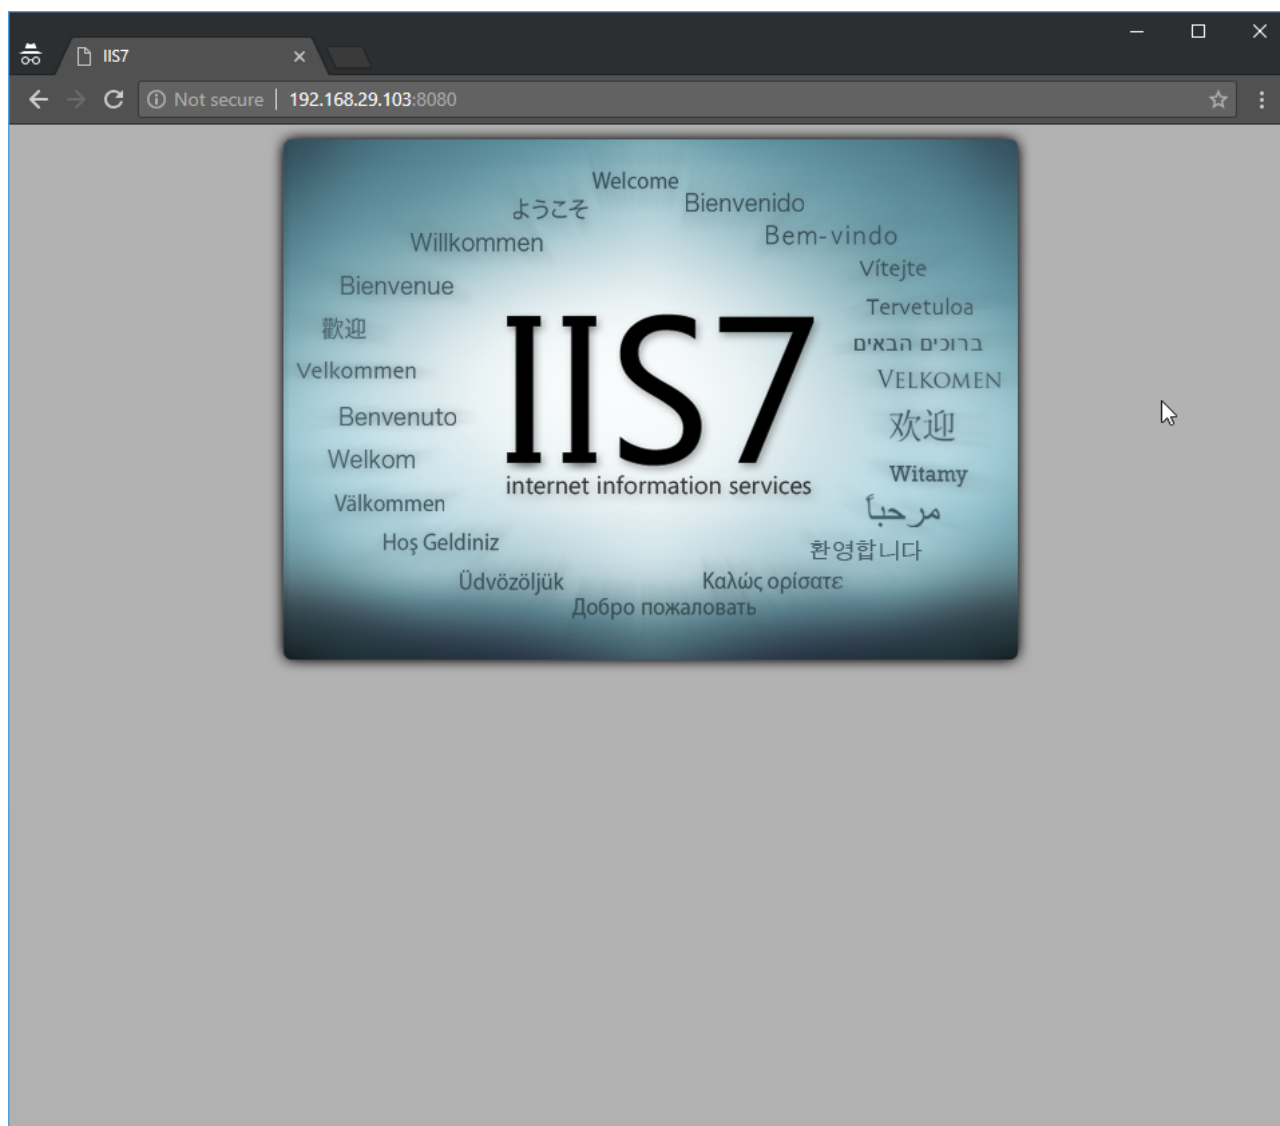 IIS7
Not secure | 192.168.29.103:8080
Welcome
ようこそ
Bienvenido
Willkommen
Bem-vindo
Vítejte
Bienvenue
Tervetuloa
歡迎
ברוכים הבאים
Velkommen
VELKOMEN
Benvenuto
欢迎
Welkom
Witamy
Välkommen
مرحباً
Hoş Geldiniz
환영합니다
Üdvözöljük
Καλώς ορίσατε
Добро пожаловать
IIS7
internet information services